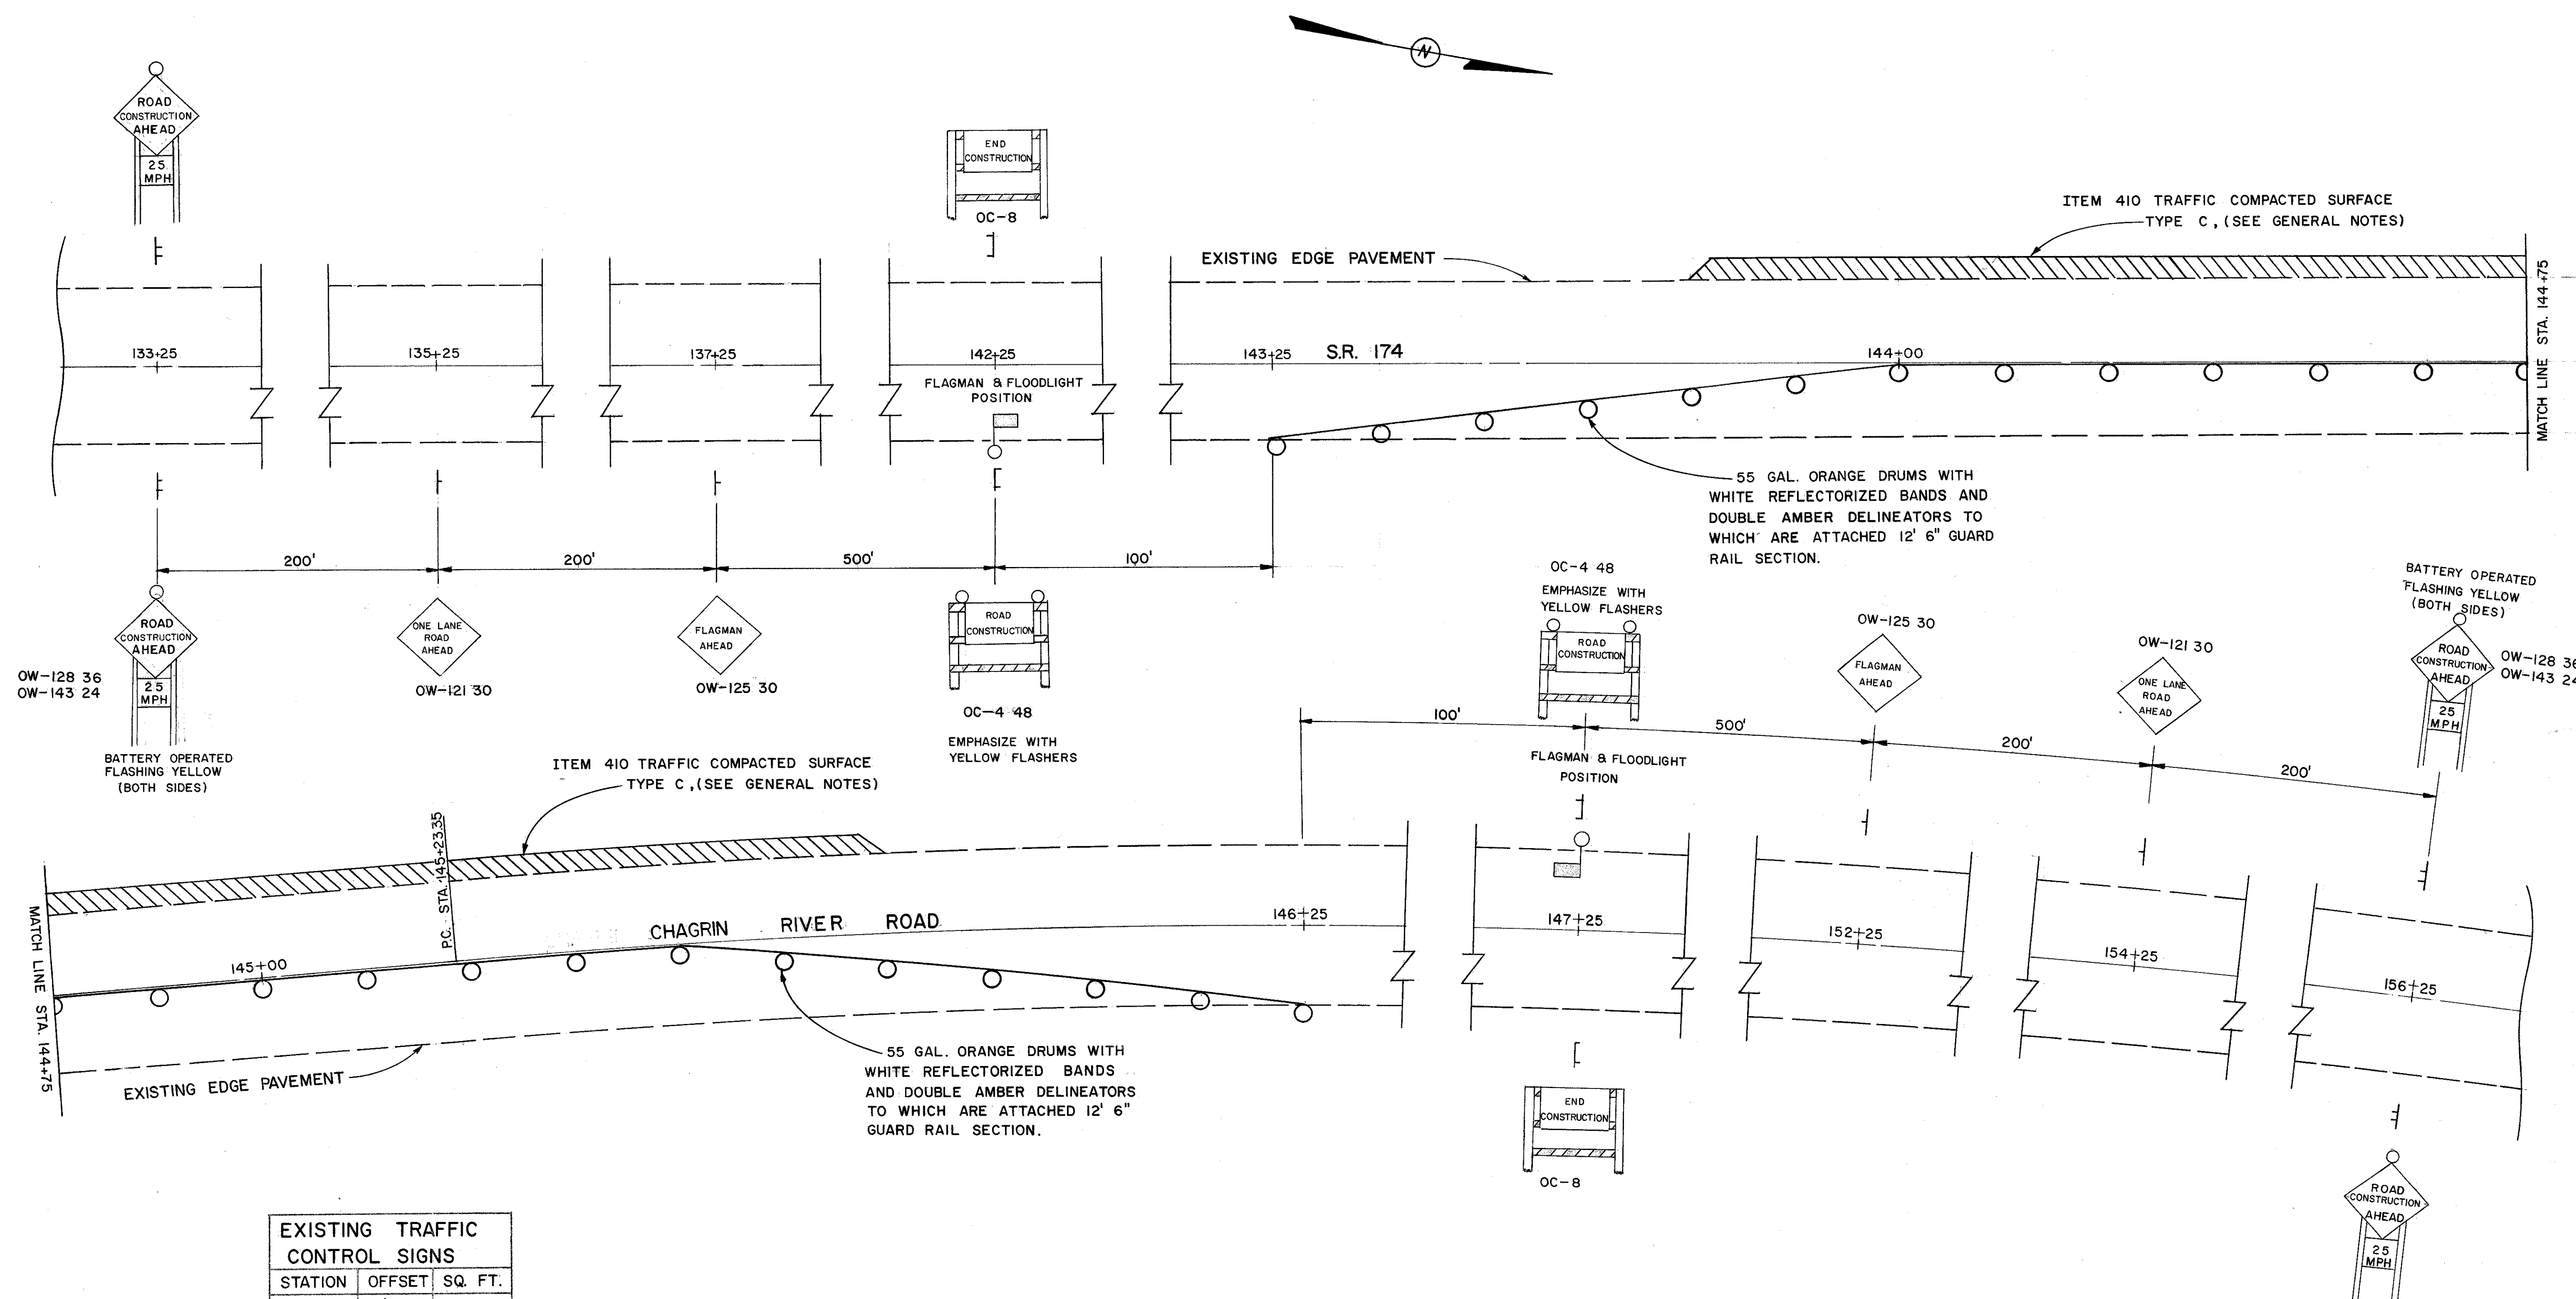 N
ROAD
CONSTRUCTION
AHEAD
25
MPH
END
CONSTRUCTION
OC-8
ITEM 410 TRAFFIC COMPACTED SURFACE
TYPE C, (SEE GENERAL NOTES)
EXISTING EDGE PAVEMENT
133+25
135+25
137+25
142+25
143+25
S.R. 174
144+00
MATCH LINE STA. 144+75
FLAGMAN & FLOODLIGHT
POSITION
55 GAL. ORANGE DRUMS WITH
WHITE REFLECTORIZED BANDS AND
DOUBLE AMBER DELINEATORS TO
WHICH ARE ATTACHED 12' 6" GUARD
RAIL SECTION.
200'
200'
500'
100'
ROAD
CONSTRUCTION
AHEAD
25
MPH
OW-128 36
OW-143 24
BATTERY OPERATED
FLASHING YELLOW
(BOTH SIDES)
ONE LANE
ROAD
AHEAD
OW-121 30
FLAGMAN
AHEAD
OW-125 30
ROAD
CONSTRUCTION
OC-4 48
EMPHASIZE WITH
YELLOW FLASHERS
OC-4 48
EMPHASIZE WITH
YELLOW FLASHERS
ROAD
CONSTRUCTION
OW-125 30
FLAGMAN
AHEAD
OW-121 30
ONE LANE
ROAD
AHEAD
BATTERY OPERATED
FLASHING YELLOW
(BOTH SIDES)
ROAD
CONSTRUCTION
AHEAD
25
MPH
OW-128 36
OW-143 24
100'
500'
200'
200'
FLAGMAN & FLOODLIGHT
POSITION
ITEM 410 TRAFFIC COMPACTED SURFACE
TYPE C, (SEE GENERAL NOTES)
P.C. STA. 145+23.35
MATCH LINE STA. 144+75
145+00
CHAGRIN RIVER ROAD
146+25
147+25
152+25
154+25
156+25
EXISTING EDGE PAVEMENT
55 GAL. ORANGE DRUMS WITH
WHITE REFLECTORIZED BANDS
AND DOUBLE AMBER DELINEATORS
TO WHICH ARE ATTACHED 12' 6"
GUARD RAIL SECTION.
END
CONSTRUCTION
OC-8
ROAD
CONSTRUCTION
AHEAD
25
MPH
EXISTING TRAFFIC
CONTROL SIGNS
STATION OFFSET SQ. FT.